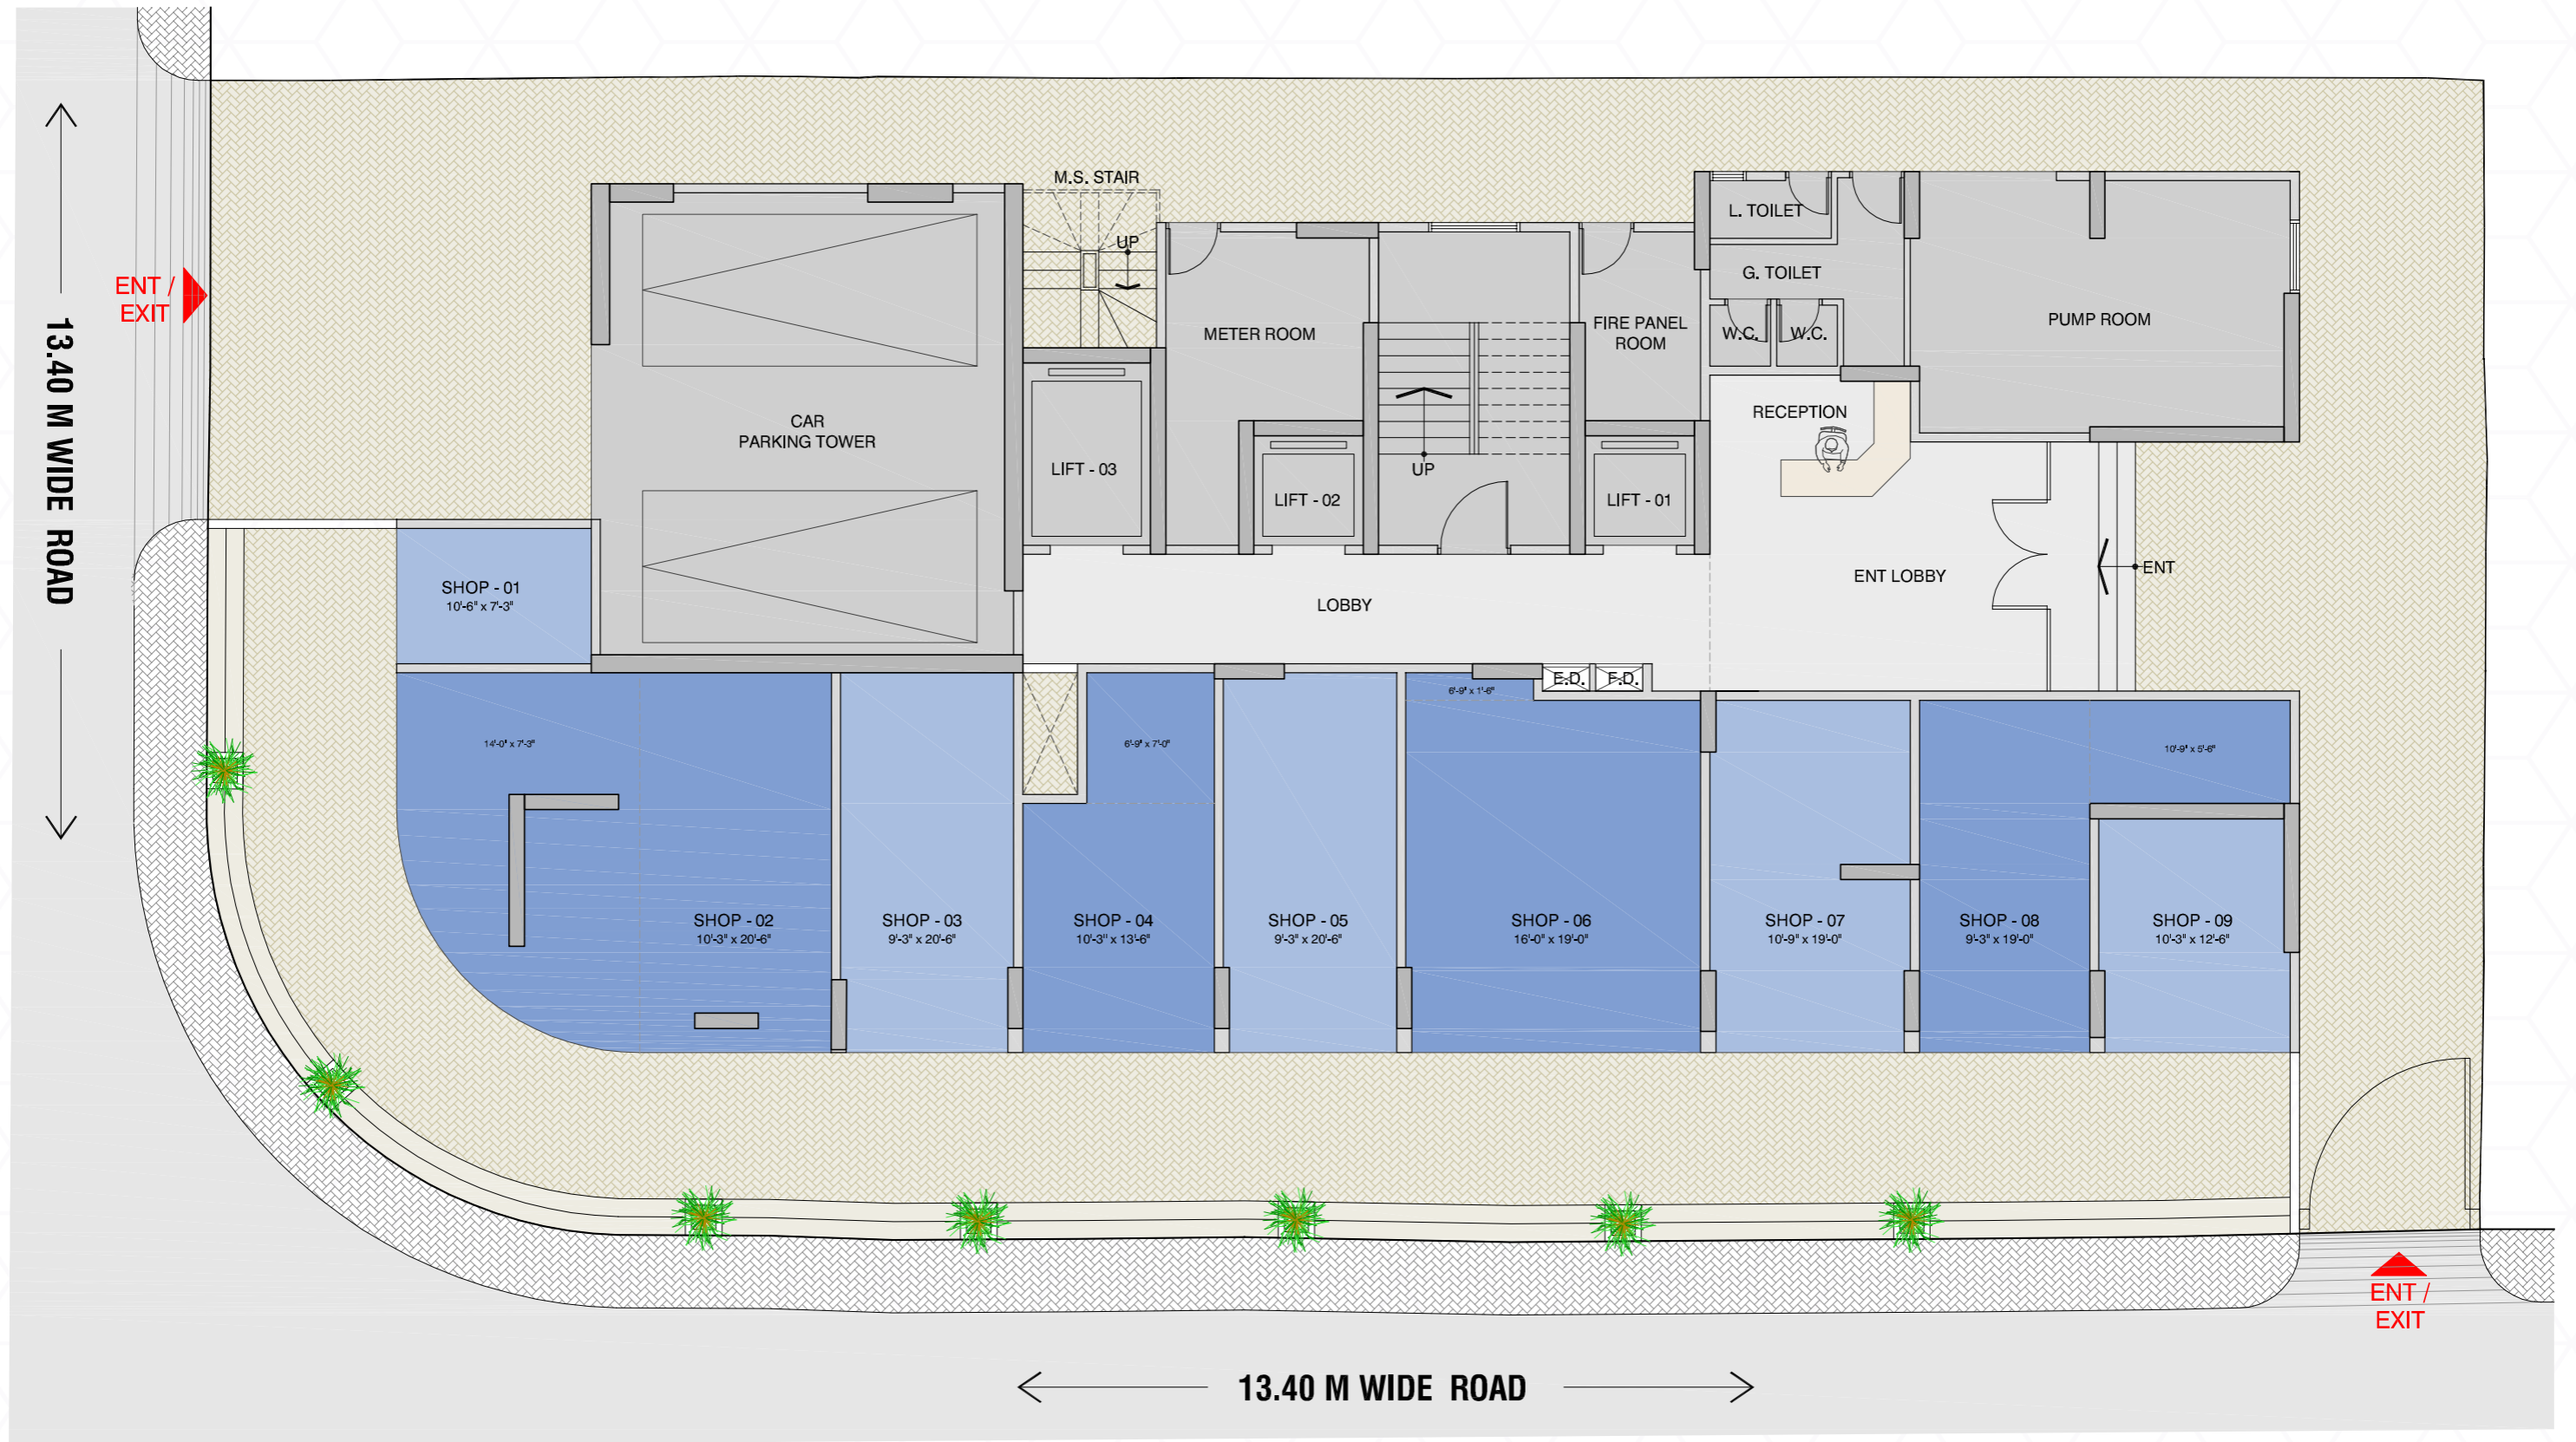 M.S. STAIR
UP
L. TOILET
G. TOILET
ENT /
EXIT
13.40 M WIDE ROAD
METER ROOM
FIRE PANEL
ROOM
W.C.
W.C.
PUMP ROOM
CAR
PARKING TOWER
RECEPTION
LIFT - 03
UP
LIFT - 02
LIFT - 01
ENT
ENT LOBBY
SHOP - 01
10'-6" x 7'-3"
LOBBY
E.D.
F.D.
6'-9" x 1'-6"
14'-0" x 7'-3"
6'-9" x 7'-0"
10'-9" x 5'-6"
SHOP - 02
10'-3" x 20'-6"
SHOP - 03
9'-3" x 20'-6"
SHOP - 04
10'-3" x 13'-6"
SHOP - 05
9'-3" x 20'-6"
SHOP - 06
16'-0" x 19'-0"
SHOP - 07
10'-9" x 19'-0"
SHOP - 08
9'-3" x 19'-0"
SHOP - 09
10'-3" x 12'-6"
ENT /
EXIT
13.40 M WIDE ROAD